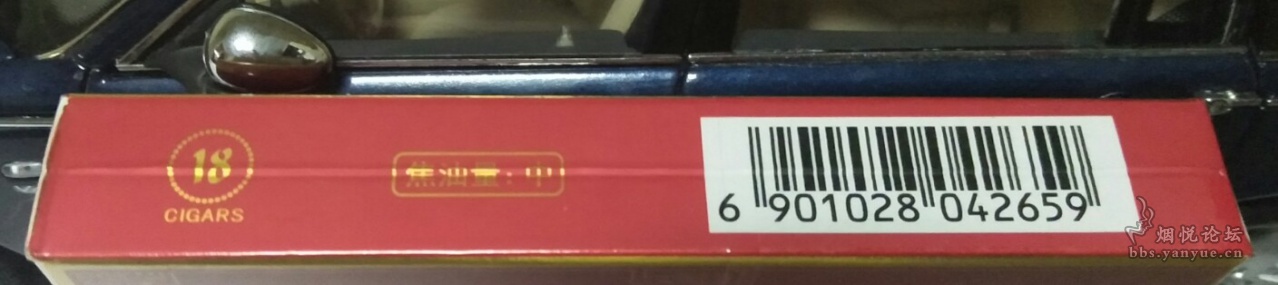 18
CIGARS
焦油量：中
6 901028 042659
烟悦论坛
bbs.yanyue.cn